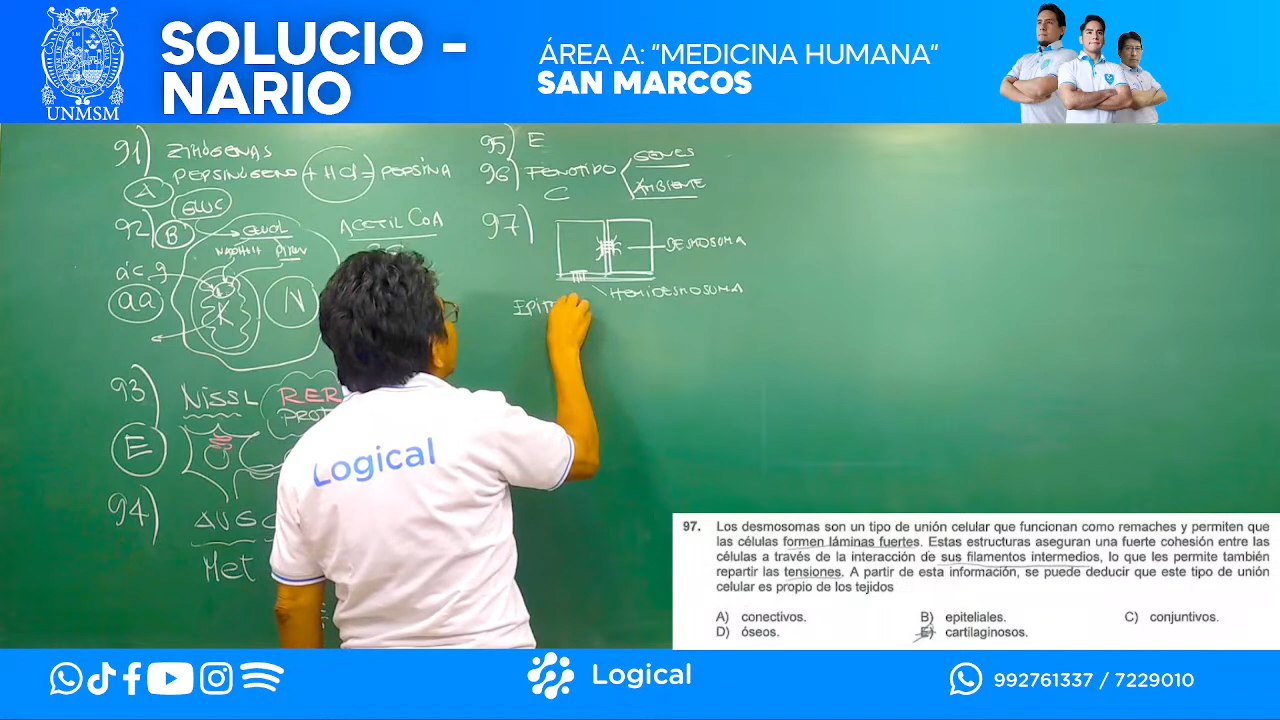 SOLUCIO -
NARIO
UNMSM
ÁREA A: "MEDICINA HUMANA"
SAN MARCOS
91) ZIMÓGENAS
PEPSINÓGENO + HCl = PEPSINA
A
GLUC
92) B
ACETIL CoA
ác. g
aa
K
N
93) NISSL
RER
PROT
E
94) AUG
Met
95) E
96) FENOTIPO
GENES
AMBIENTE
C
97)
DESMOSOMA
HEMIDESMOSOMA
EPIT
Logical
97. Los desmosomas son un tipo de unión celular que funcionan como remaches y permiten que
las células formen láminas fuertes. Estas estructuras aseguran una fuerte cohesión entre las
células a través de la interacción de sus filamentos intermedios, lo que les permite también
repartir las tensiones. A partir de esta información, se puede deducir que este tipo de unión
celular es propio de los tejidos
A) conectivos. B) epiteliales. C) conjuntivos.
D) óseos. E) cartilaginosos.
Logical
992761337 / 7229010